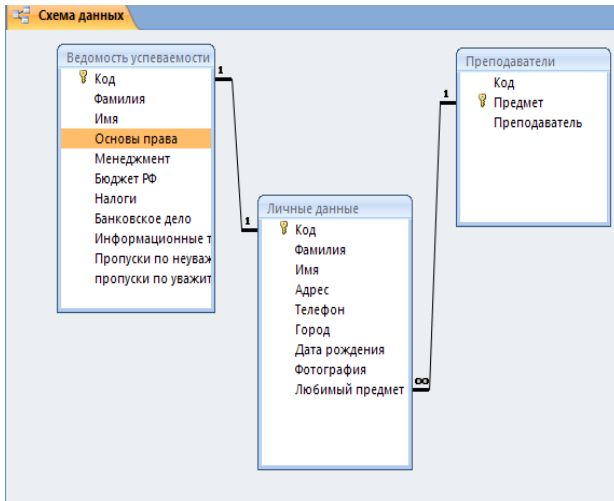 Схема данных
Ведомость успеваемости
Код
Фамилия
Имя
Основы права
Менеджмент
Бюджет РФ
Налоги
Банковское дело
Информационные т
Пропуски по неуваж
пропуски по уважит
1
1
Личные данные
Код
Фамилия
Имя
Адрес
Телефон
Город
Дата рождения
Фотография
Любимый предмет
∞
1
Преподаватели
Код
Предмет
Преподаватель